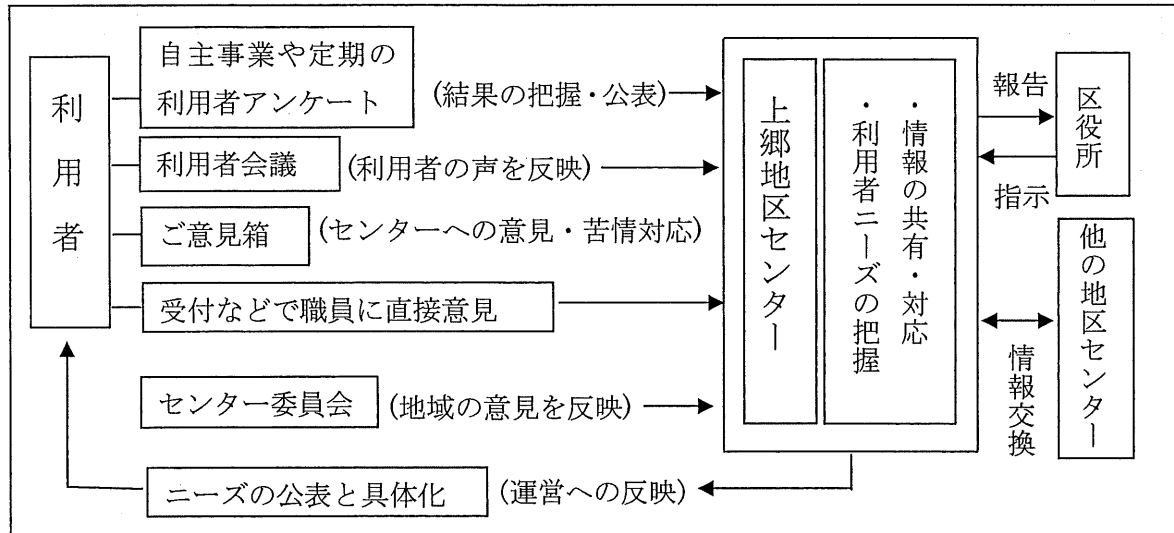 利用者
自主事業や定期の
利用者アンケート
(結果の把握・公表)
利用者会議
(利用者の声を反映)
ご意見箱
(センターへの意見・苦情対応)
受付などで職員に直接意見
センター委員会
(地域の意見を反映)
ニーズの公表と具体化
(運営への反映)
上郷地区センター
・情報の共有・対応
・利用者ニーズの把握
報告
指示
区役所
情報交換
他の地区センター